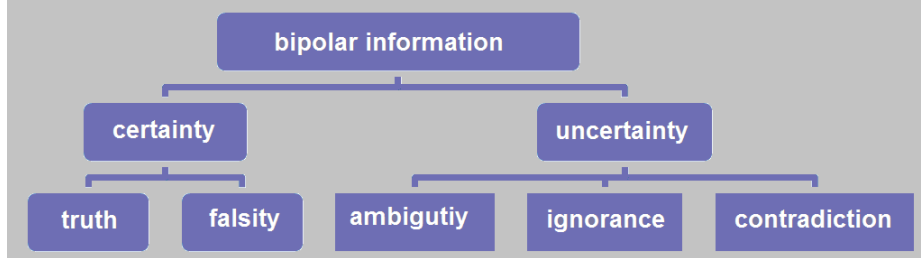 bipolar information
certainty
uncertainty
truth
falsity
ambigutiy
ignorance
contradiction